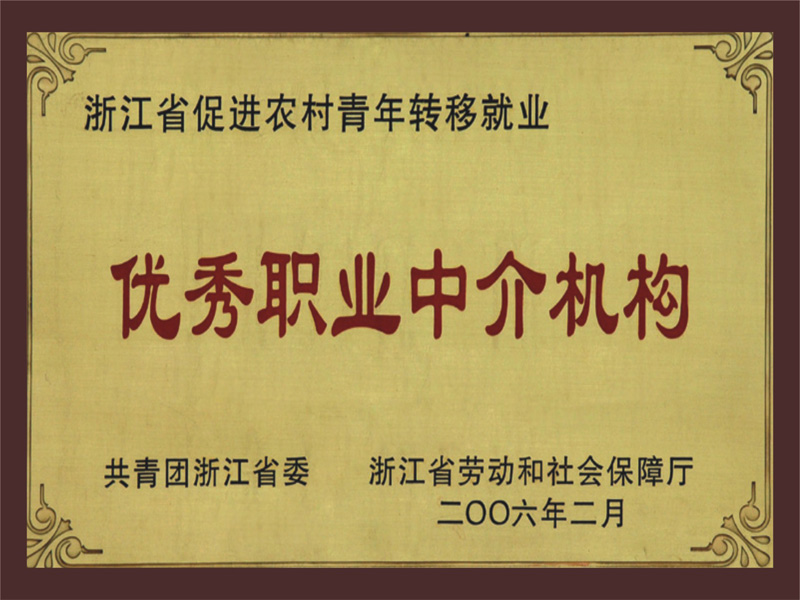 浙江省促进农村青年转移就业
优秀职业中介机构
共青团浙江省委 浙江省劳动和社会保障厅
二〇〇六年二月